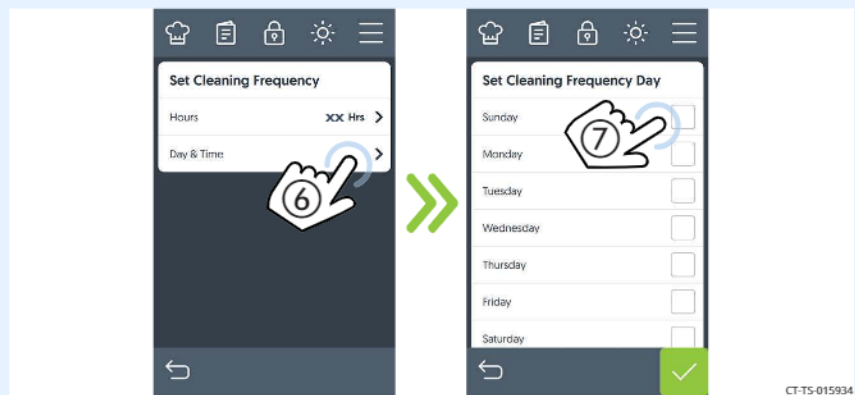 Set Cleaning Frequency
Hours XX Hrs
Day & Time
6
Set Cleaning Frequency Day
Sunday
7
Monday
Tuesday
Wednesday
Thursday
Friday
Saturday
CT-TS-015934